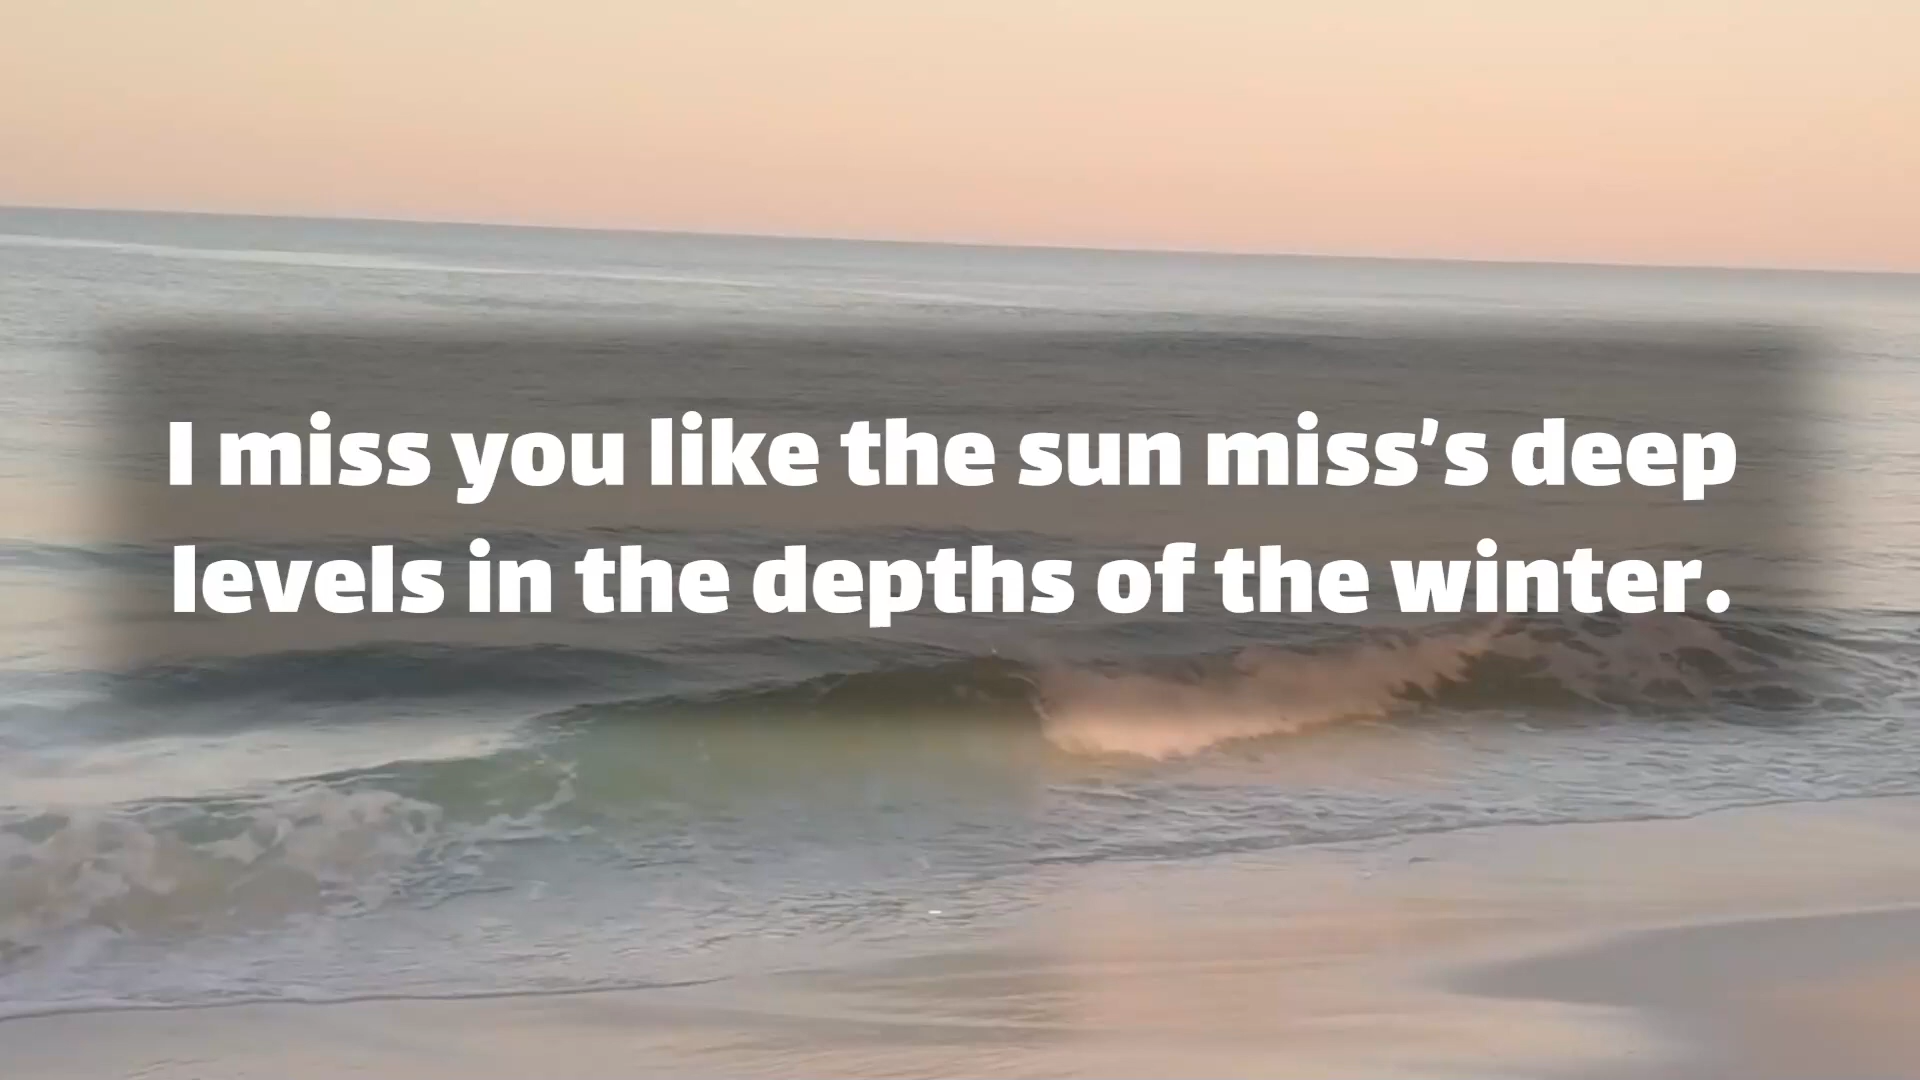 I miss you like the sun miss’s deep
levels in the depths of the winter.